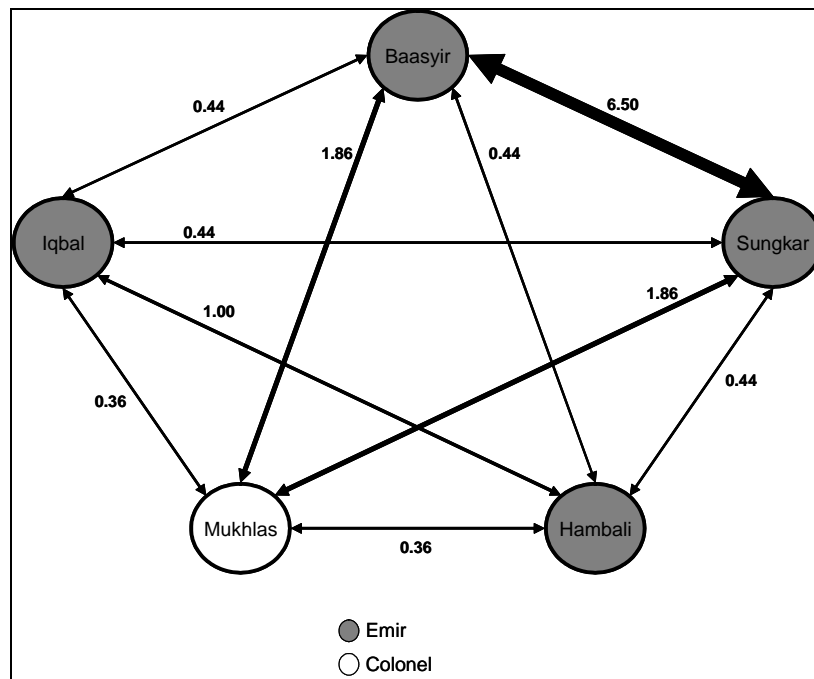 Baasyir
6.50
0.44
1.86
0.44
Iqbal
0.44
Sungkar
1.00
1.86
0.36
0.44
Mukhlas
Hambali
0.36
Emir
Colonel